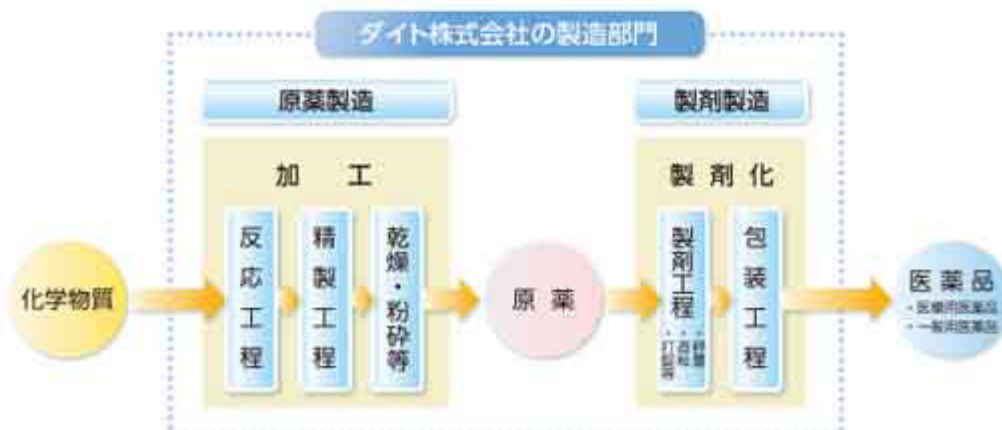 ダイト株式会社の製造部門
原薬製造
製剤製造
加工
製剤化
化学物質
反応工程
精製工程
乾燥・粉砕等
原薬
製剤工程
包装工程
医薬品
・医療用医薬品
・一般用医薬品